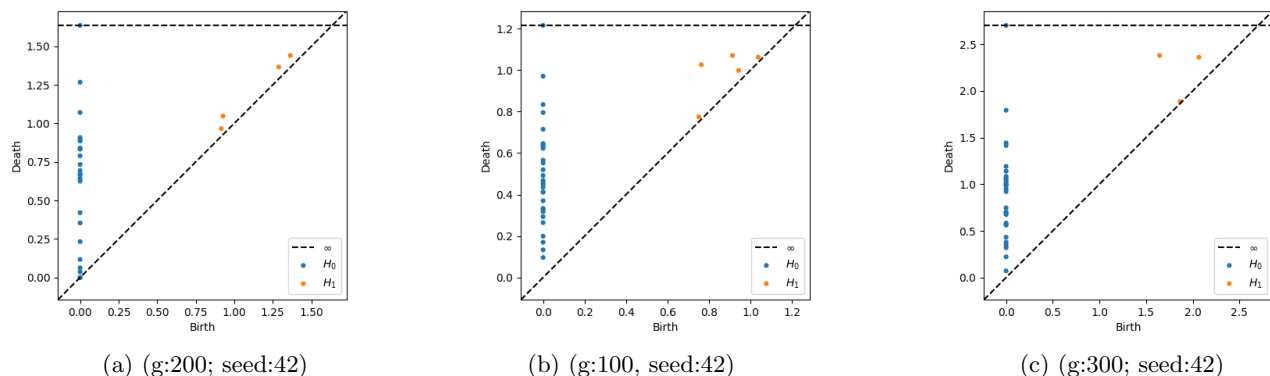 1.50
1.25
1.00
0.75
0.50
0.25
0.00
Death
0.00 0.25 0.50 0.75 1.00 1.25 1.50
Birth
∞
H₀
H₁
(a) (g:200; seed:42)
1.2
1.0
0.8
0.6
0.4
0.2
0.0
Death
0.0 0.2 0.4 0.6 0.8 1.0 1.2
Birth
∞
H₀
H₁
(b) (g:100, seed:42)
2.5
2.0
1.5
1.0
0.5
0.0
Death
0.0 0.5 1.0 1.5 2.0 2.5
Birth
∞
H₀
H₁
(c) (g:300; seed:42)